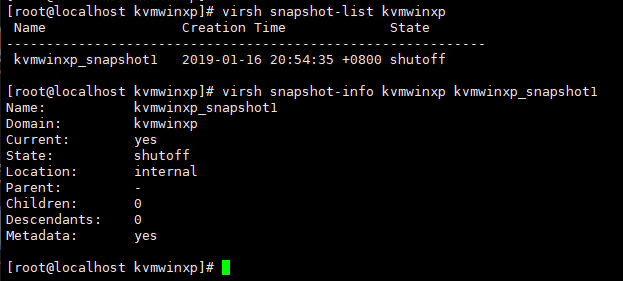 [root@localhost kvmwinxp]# virsh snapshot-list kvmwinxp
Name                 Creation Time             State
------------------------------------------------------------
kvmwinxp_snapshot1   2019-01-16 20:54:35 +0800 shutoff
[root@localhost kvmwinxp]# virsh snapshot-info kvmwinxp kvmwinxp_snapshot1
Name:           kvmwinxp_snapshot1
Domain:         kvmwinxp
Current:        yes
State:          shutoff
Location:       internal
Parent:         -
Children:       0
Descendants:    0
Metadata:       yes
[root@localhost kvmwinxp]#